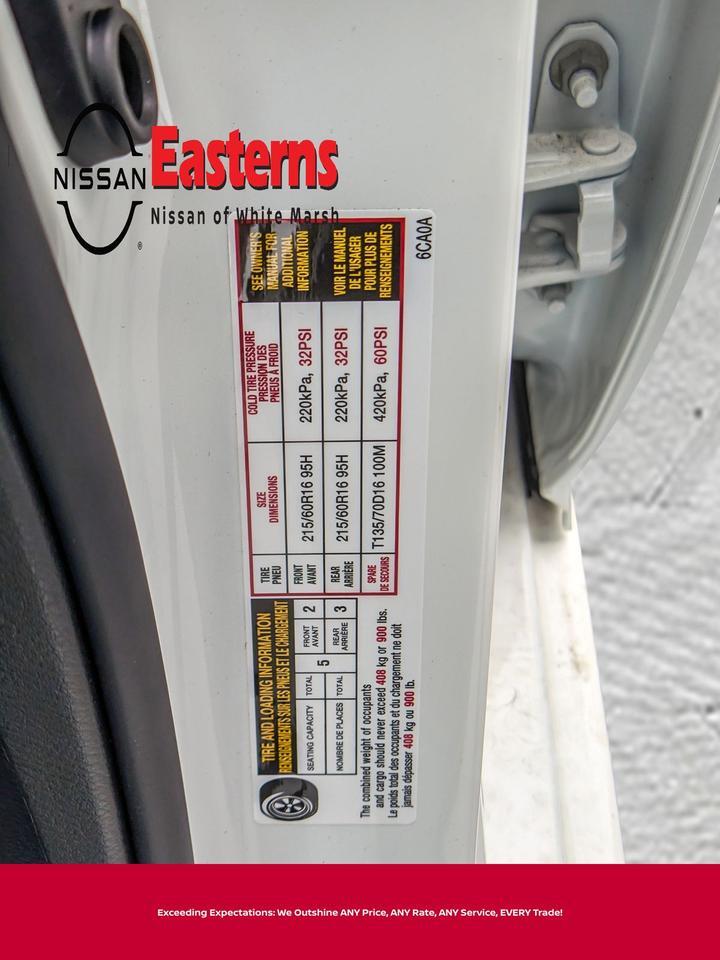 NISSAN
®
Easterns
Nissan of White Marsh
TIRE AND LOADING INFORMATION
RENSEIGNEMENTS SUR LES PNEUS ET LE CHARGEMENT
SEATING CAPACITY
NOMBRE DE PLACES
TOTAL
TOTAL
5
FRONT
AVANT
2
REAR
ARRIÈRE
3
The combined weight of occupants
and cargo should never exceed 408 kg or 900 lbs.
Le poids total des occupants et du chargement ne doit
jamais dépasser 408 kg ou 900 lb.
TIRE
PNEU
SIZE
DIMENSIONS
COLD TIRE PRESSURE
PRESSION DES
PNEUS À FROID
FRONT
AVANT
215/60R16 95H
220kPa, 32PSI
REAR
ARRIÈRE
215/60R16 95H
220kPa, 32PSI
SPARE
DE SECOURS
T135/70D16 100M
420kPa, 60PSI
SEE OWNER'S
MANUAL FOR
ADDITIONAL
INFORMATION
VOIR LE MANUEL
DE L'USAGER
POUR PLUS DE
RENSEIGNEMENTS
6CA0A
Exceeding Expectations: We Outshine ANY Price, ANY Rate, ANY Service, EVERY Trade!